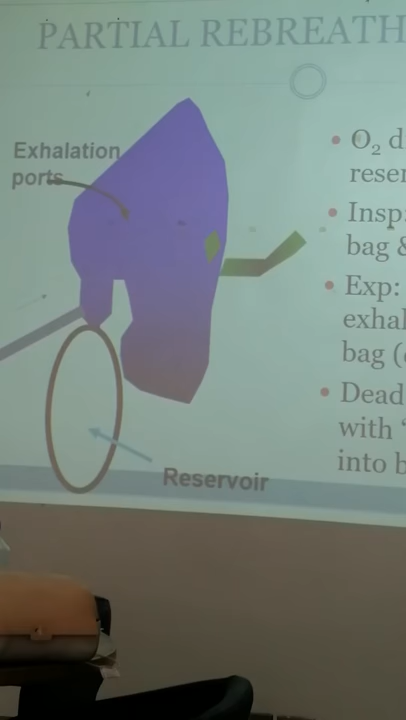 PARTIAL REBREATH
Exhalation
ports
O₂ d
reser
Insp:
bag &
Exp:
exhal
bag (
Dead
with “
into b
Reservoir